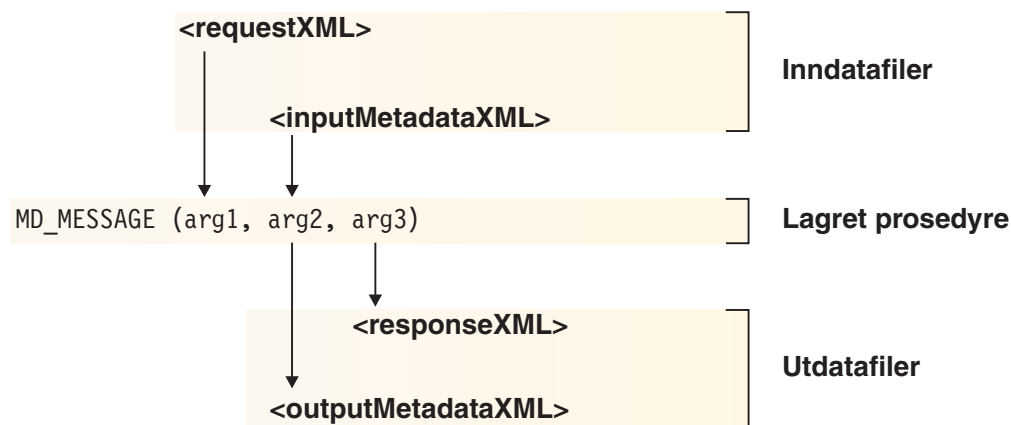 <requestXML>
Inndatafiler
<inputMetadataXML>
MD_MESSAGE (arg1, arg2, arg3)
Lagret prosedyre
<responseXML>
Utdatafiler
<outputMetadataXML>